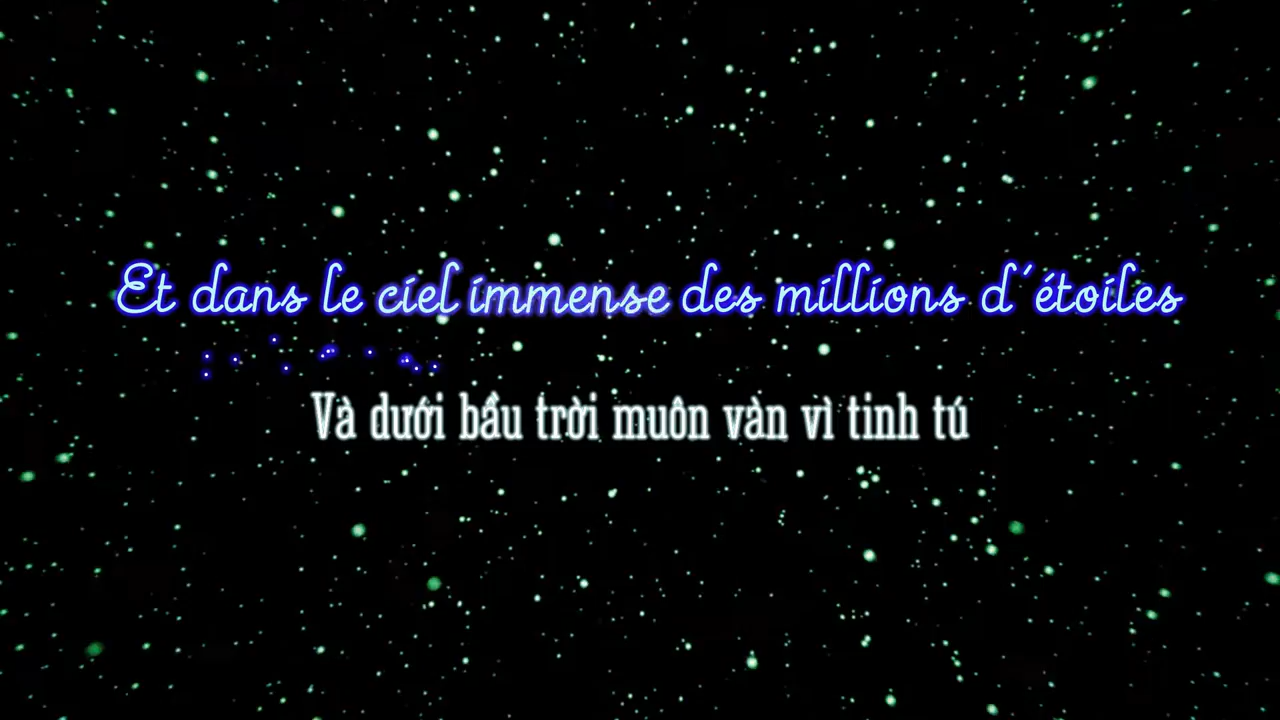 Et dans le ciel immense des millions d'étoiles
Và dưới bầu trời muôn vàn vì tinh tú